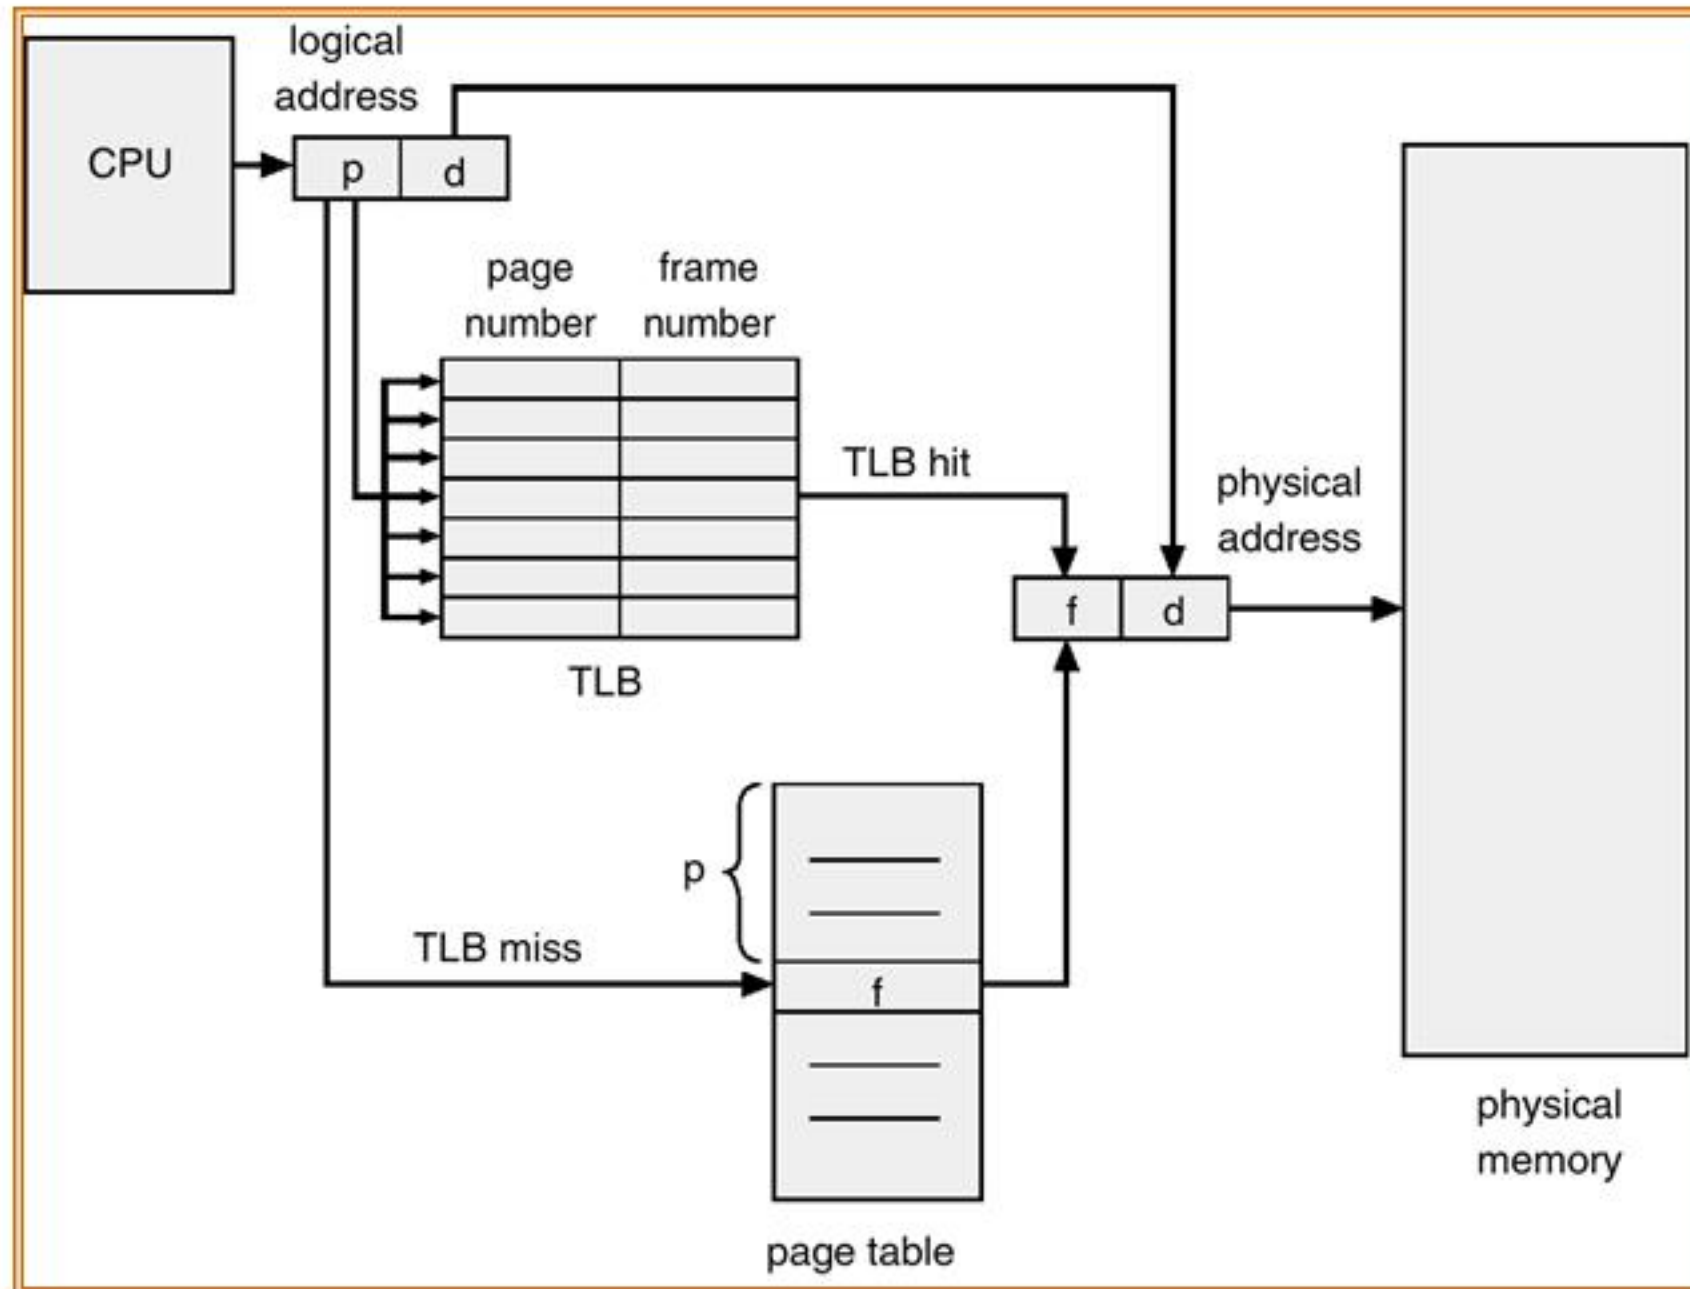 logical
address
CPU
p
d
page
number
frame
number
TLB hit
physical
address
f
d
TLB
p
TLB miss
f
physical
memory
page table